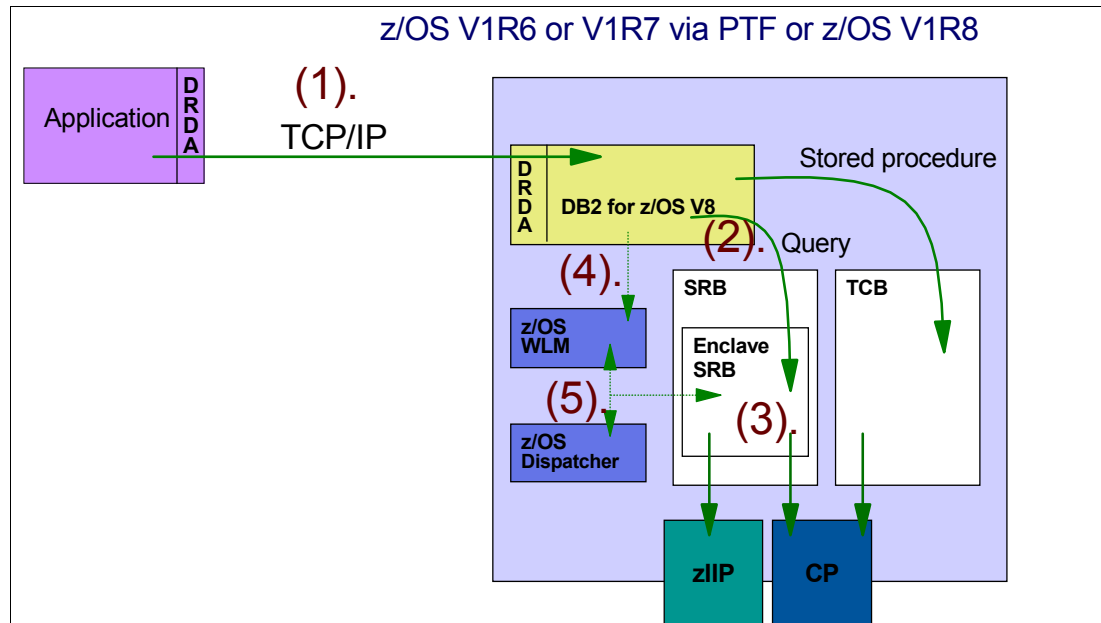 z/OS V1R6 or V1R7 via PTF or z/OS V1R8
(1).
Application
D
R
D
A
TCP/IP
Stored procedure
D
R
D
A
DB2 for z/OS V8
(2).
Query
(4).
SRB
TCB
z/OS
WLM
Enclave
SRB
(5).
(3).
z/OS
Dispatcher
zIIP
CP